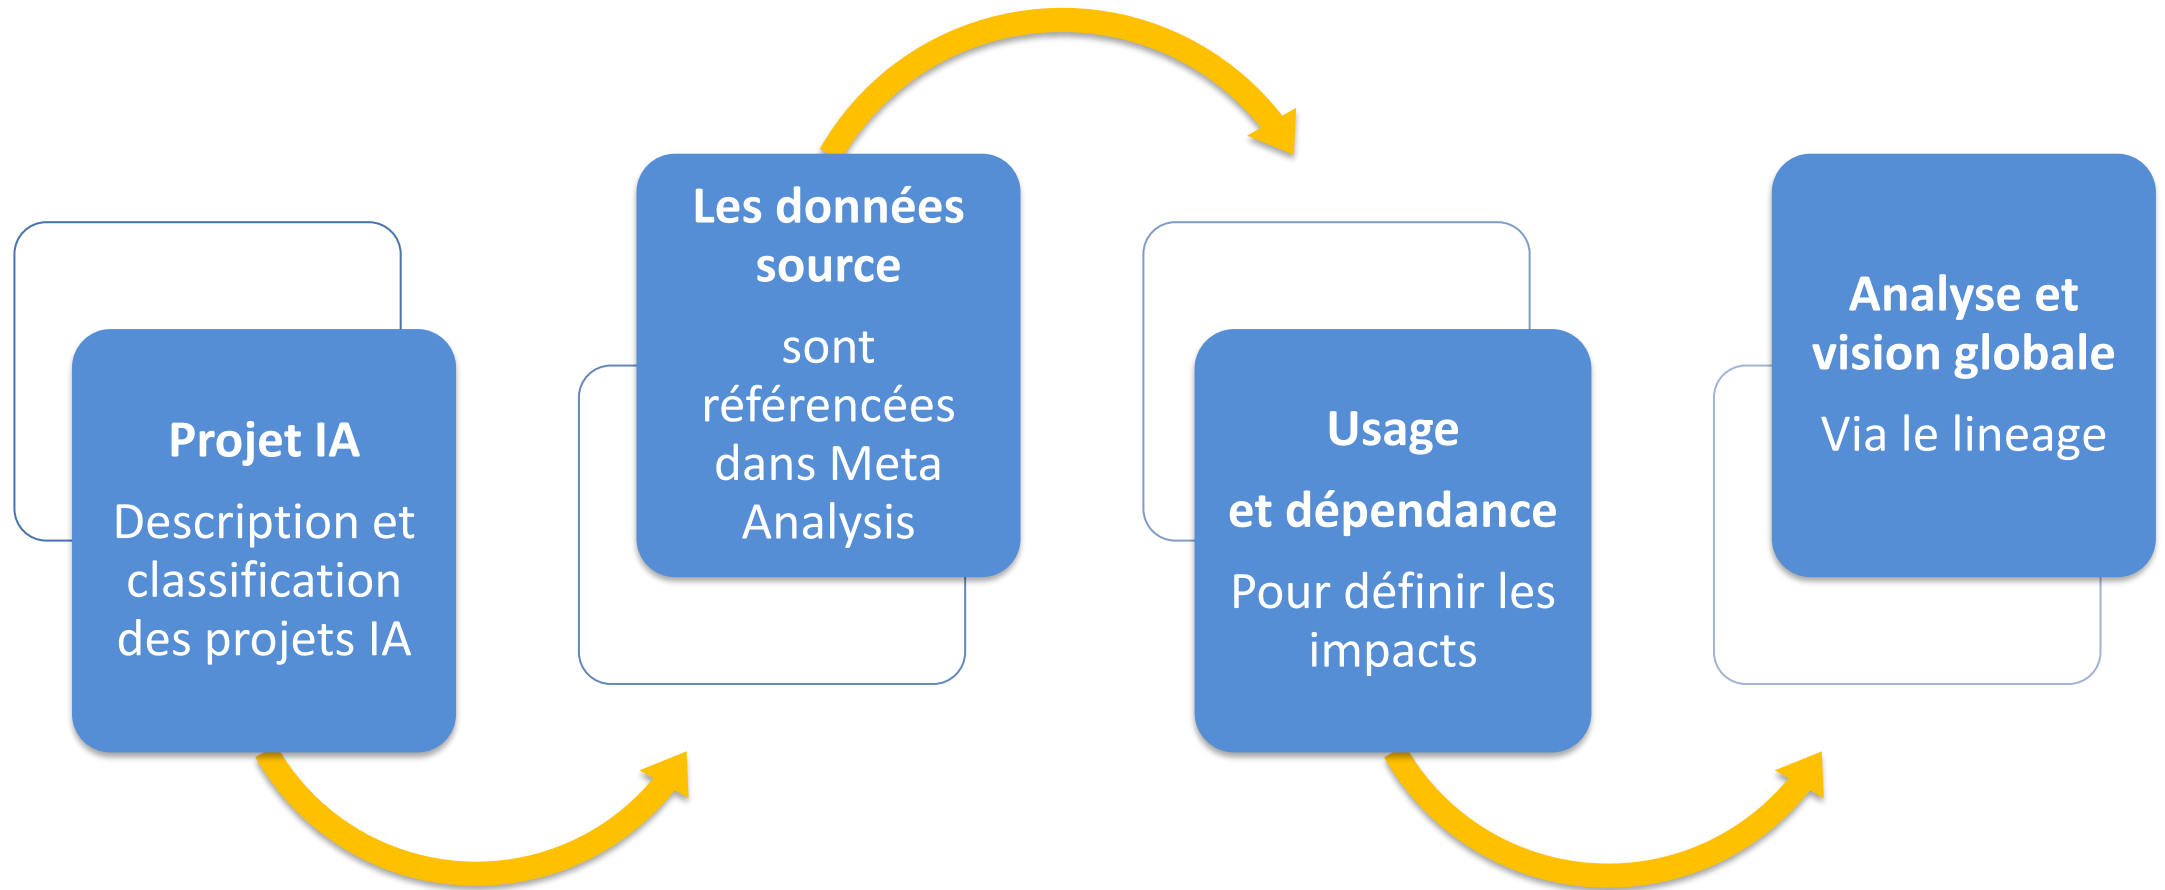 Projet IA
Description et
classification
des projets IA
Les données
source
sont
référencées
dans Meta
Analysis
Usage
et dépendance
Pour définir les
impacts
Analyse et
vision globale
Via le lineage